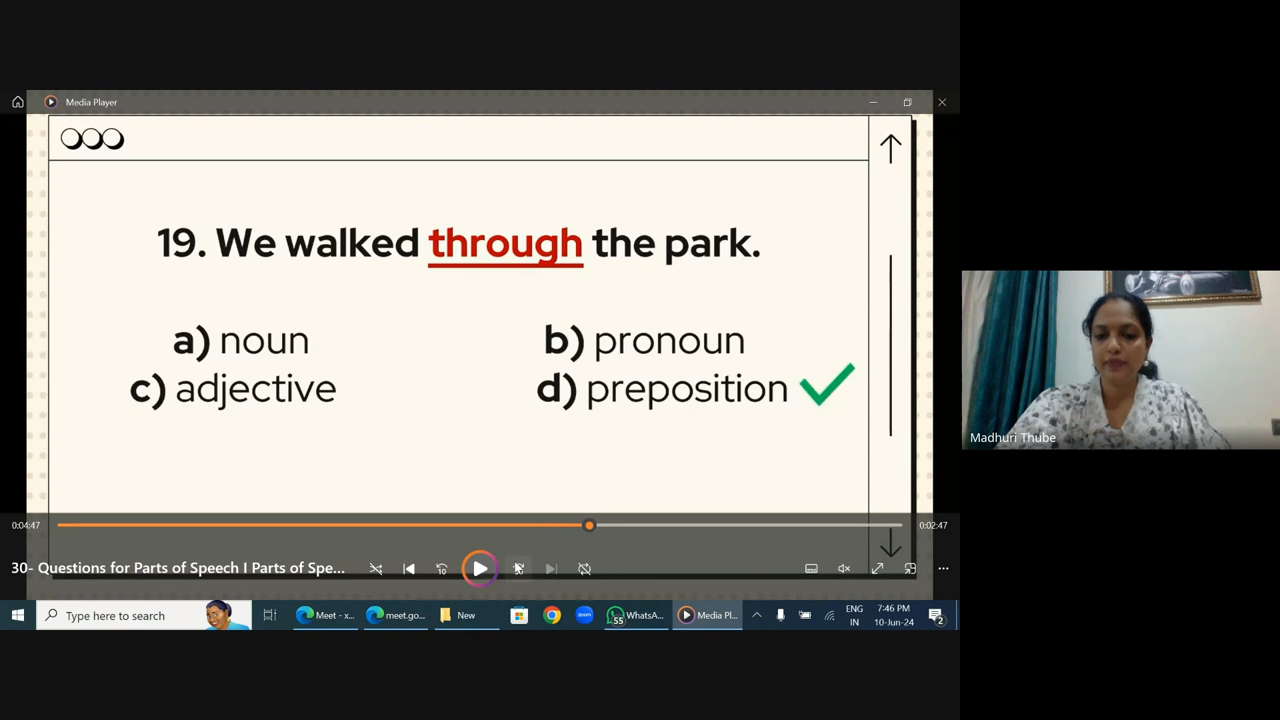 Media Player
19. We walked through the park.
a) noun
b) pronoun
c) adjective
d) preposition
Madhuri Thube
0:04:47
0:02:47
30- Questions for Parts of Speech I Parts of Spe...
10
Type here to search
Meet - x...
meet.go...
New
zoom
55
WhatsA...
Media Pl...
ENG
IN
7:46 PM
10-Jun-24
2